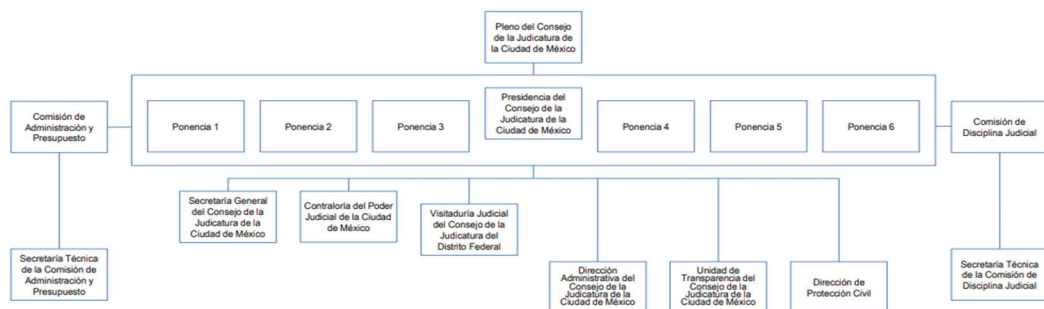 Pleno del Consejo
de la Judicatura de
la Ciudad de México
Comisión de
Administración y
Presupuesto
Ponencia 1
Ponencia 2
Ponencia 3
Presidencia del
Consejo de la
Judicatura de la
Ciudad de México
Ponencia 4
Ponencia 5
Ponencia 6
Comisión de
Disciplina Judicial
Secretaría General
del Consejo de la
Judicatura de la
Ciudad de México
Contraloría del Poder
Judicial de la Ciudad
de México
Visitaduría Judicial
del Consejo de la
Judicatura del
Distrito Federal
Secretaría Técnica
de la Comisión de
Administración y
Presupuesto
Dirección
Administrativa del
Consejo de la
Judicatura de la
Ciudad de México
Unidad de
Transparencia del
Consejo de la
Judicatura de la
Ciudad de México
Dirección de
Protección Civil
Secretaría Técnica
de la Comisión de
Disciplina Judicial